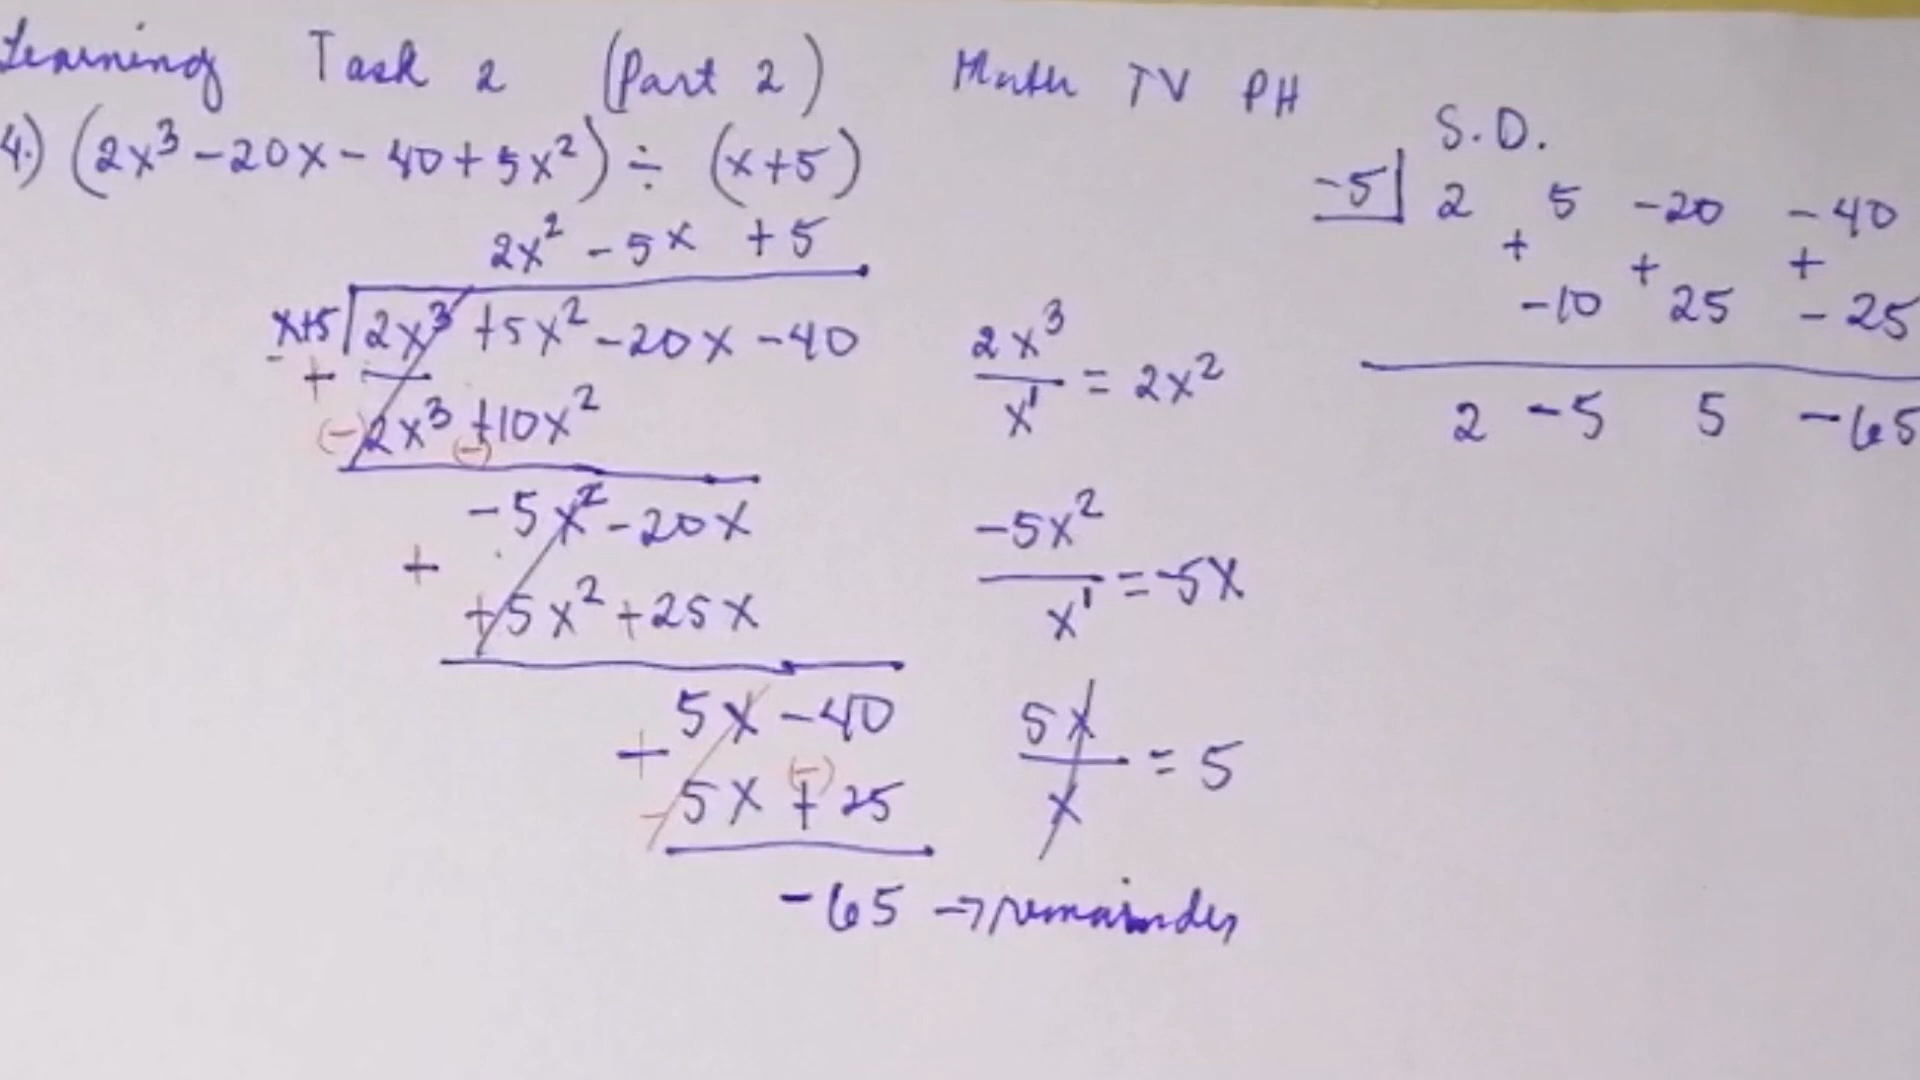 Learning Task 2 (Part 2) Math TV PH
4.) (2x³ - 20x - 40 + 5x²) ÷ (x+5)
2x² - 5x + 5
x+5 2x³ + 5x² - 20x - 40
+
(-) 2x³ (-) +10x²
-5x² - 20x
+
+5x² + 25x
5x - 40
+ (-)
- 5x + 25
-65 → remainder
2x³
/ x¹ = 2x²
-5x²
/ x¹ = -5x
5x
/ x = 5
S.D.
-5| 2 5 -20 -40
+ + +
-10 25 -25
2 -5 5 -65